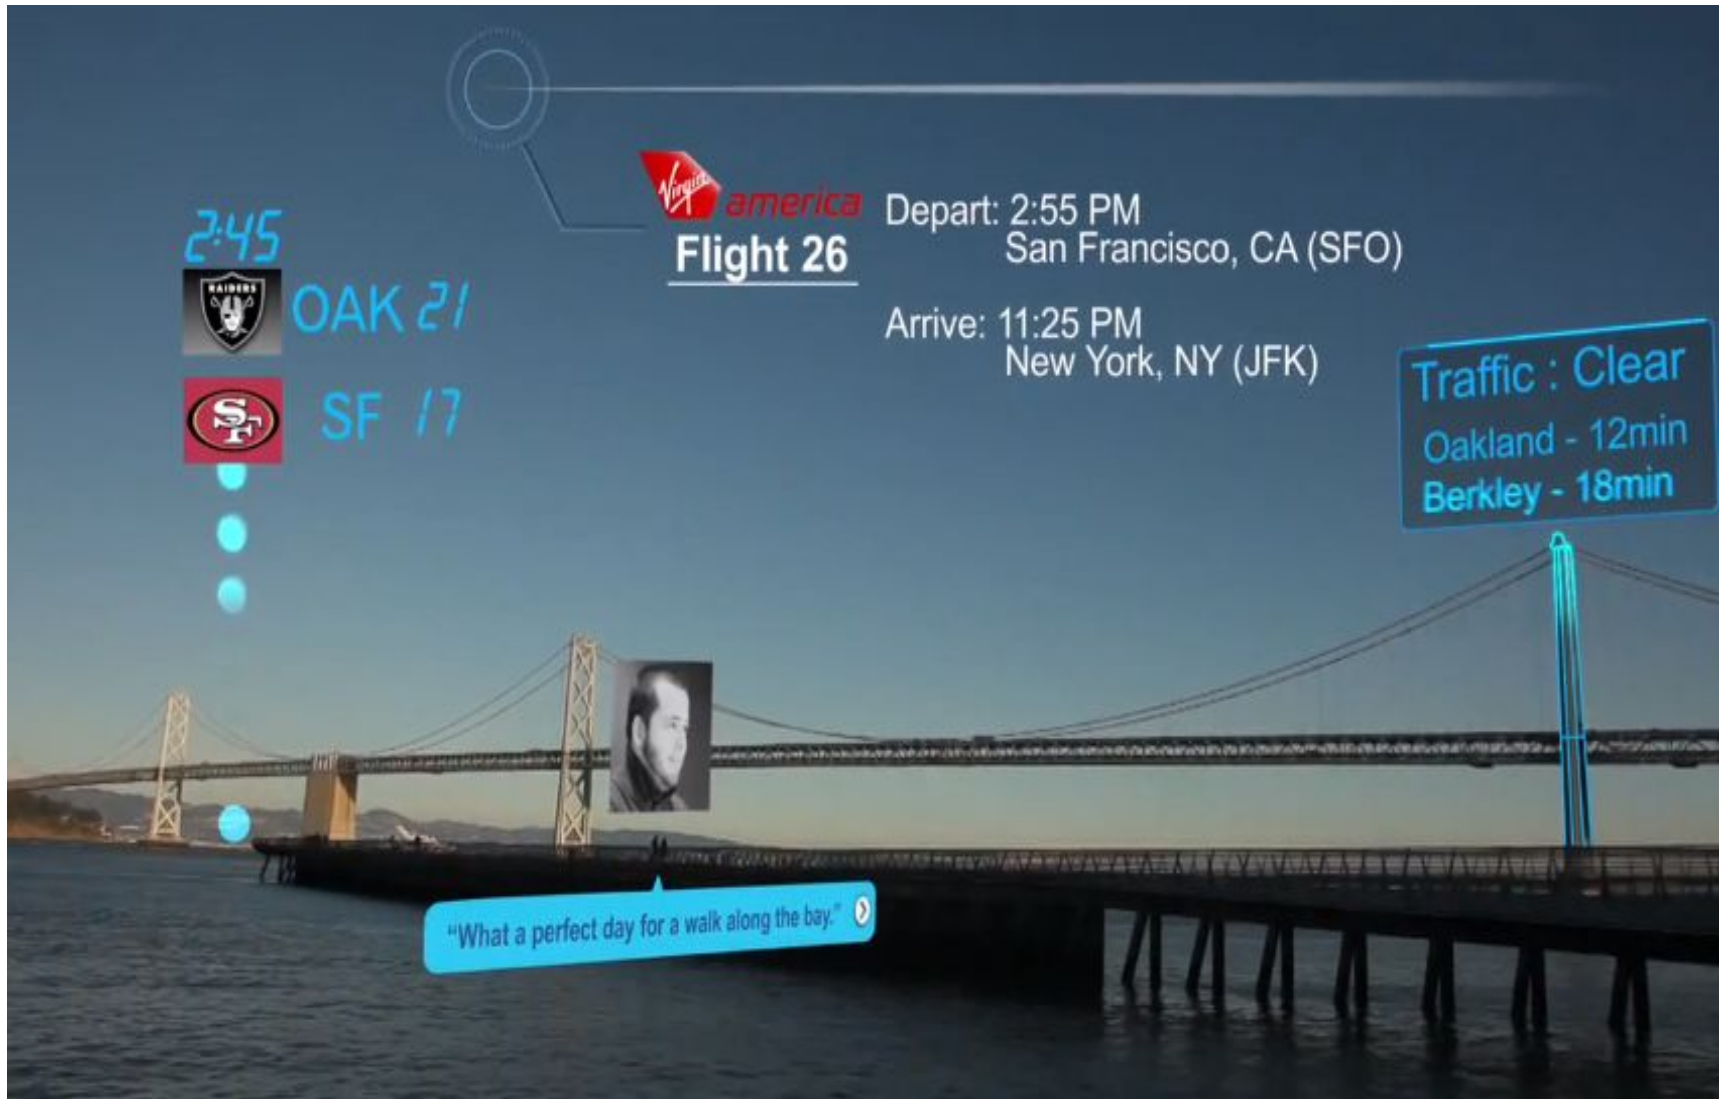 Virgin
america
Flight 26
Depart: 2:55 PM
San Francisco, CA (SFO)
Arrive: 11:25 PM
New York, NY (JFK)
2:45
RAIDERS
OAK 21
SF
SF 17
Traffic : Clear
Oakland - 12min
Berkley - 18min
“What a perfect day for a walk along the bay.”